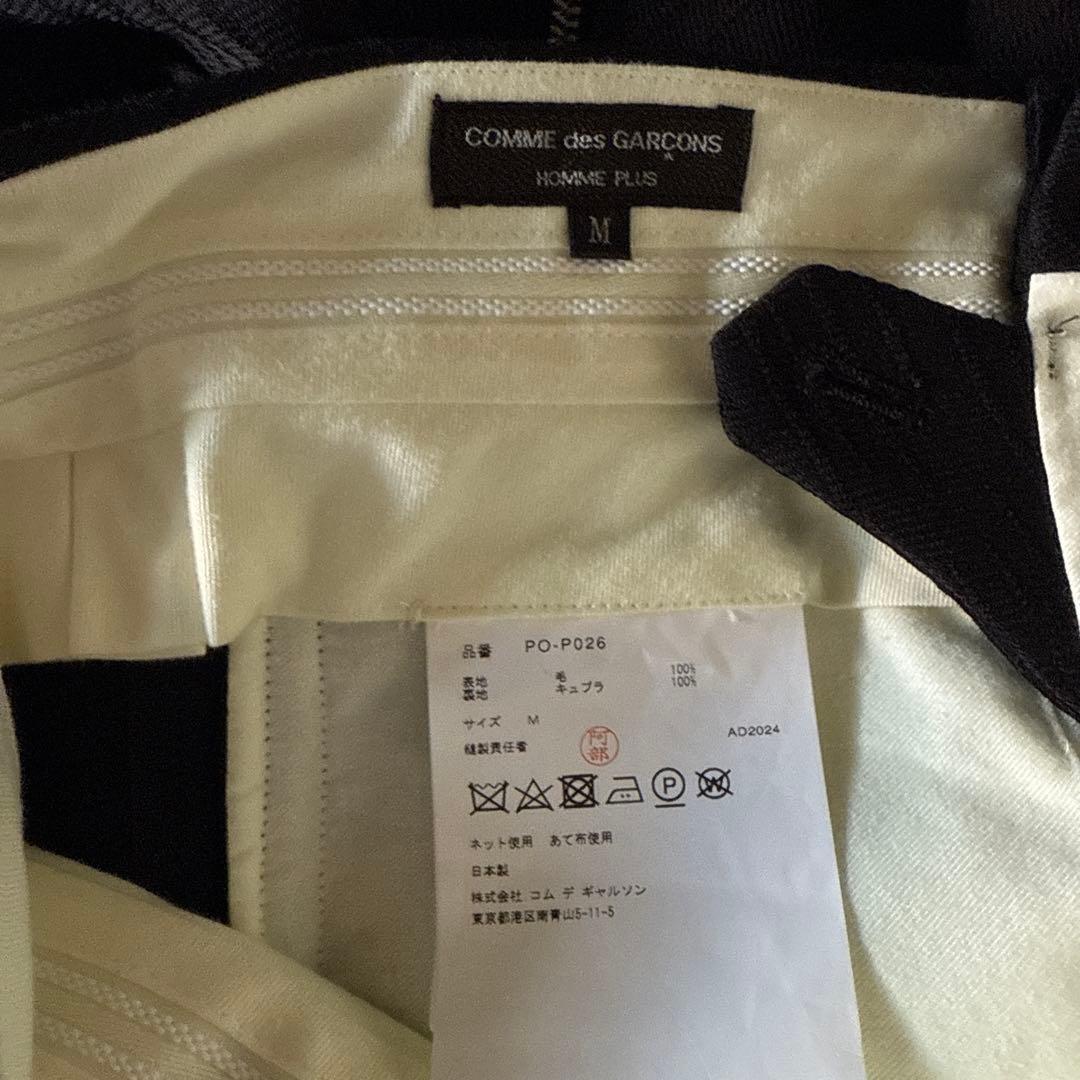 COMME des GARÇONS
HOMME PLUS
M
品番 PO-P026
表地 毛 100%
裏地 キュプラ 100%
サイズ M
AD2024
縫製責任者 阿部
P W
ネット使用 あて布使用
日本製
株式会社 コム デ ギャルソン
東京都港区南青山5-11-5